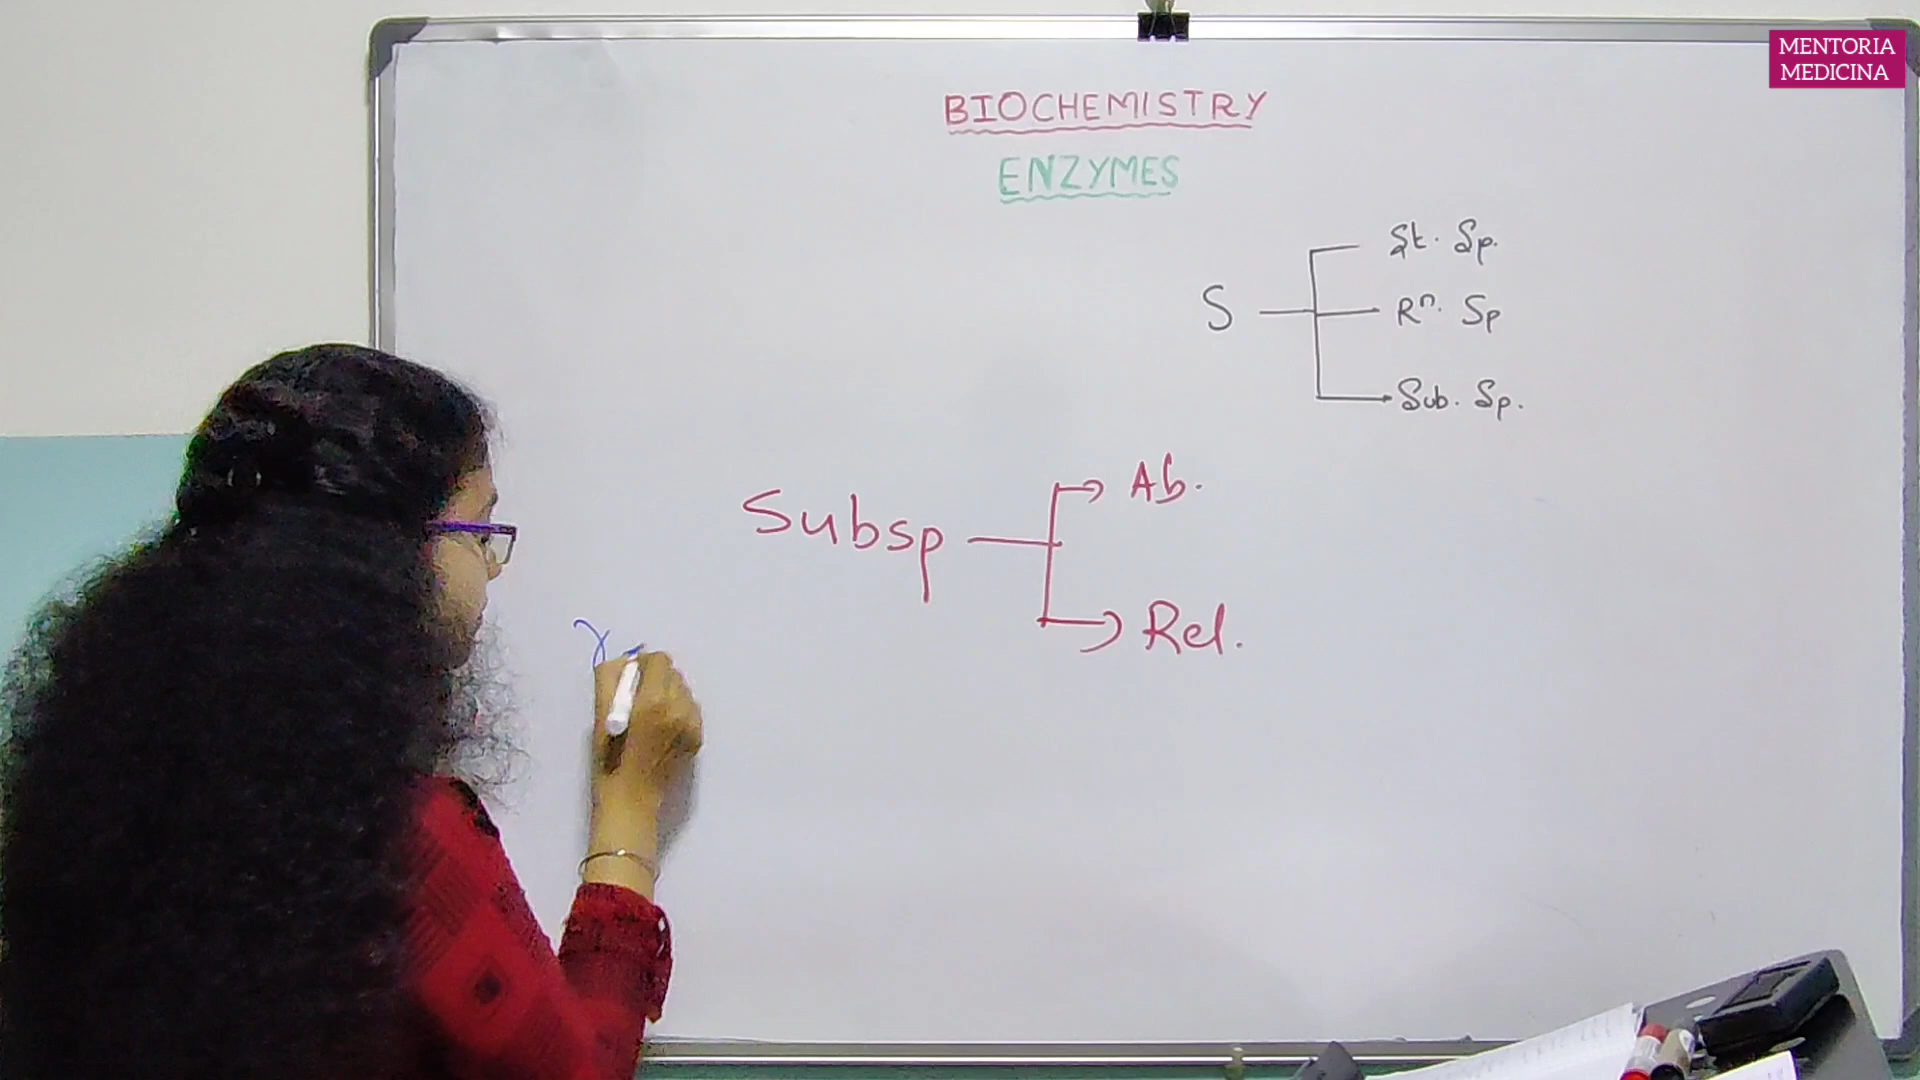 MENTORIA
MEDICINA
BIOCHEMISTRY
ENZYMES
St. Sp.
S
Rⁿ. Sp
Sub. Sp.
Ab.
Subsp
Rel.